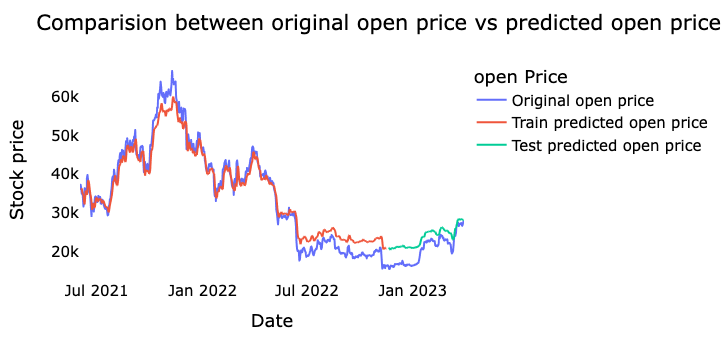 Comparision between original open price vs predicted open price
open Price
Original open price
Train predicted open price
Test predicted open price
Stock price
60k
50k
40k
30k
20k
Jul 2021 Jan 2022 Jul 2022 Jan 2023
Date